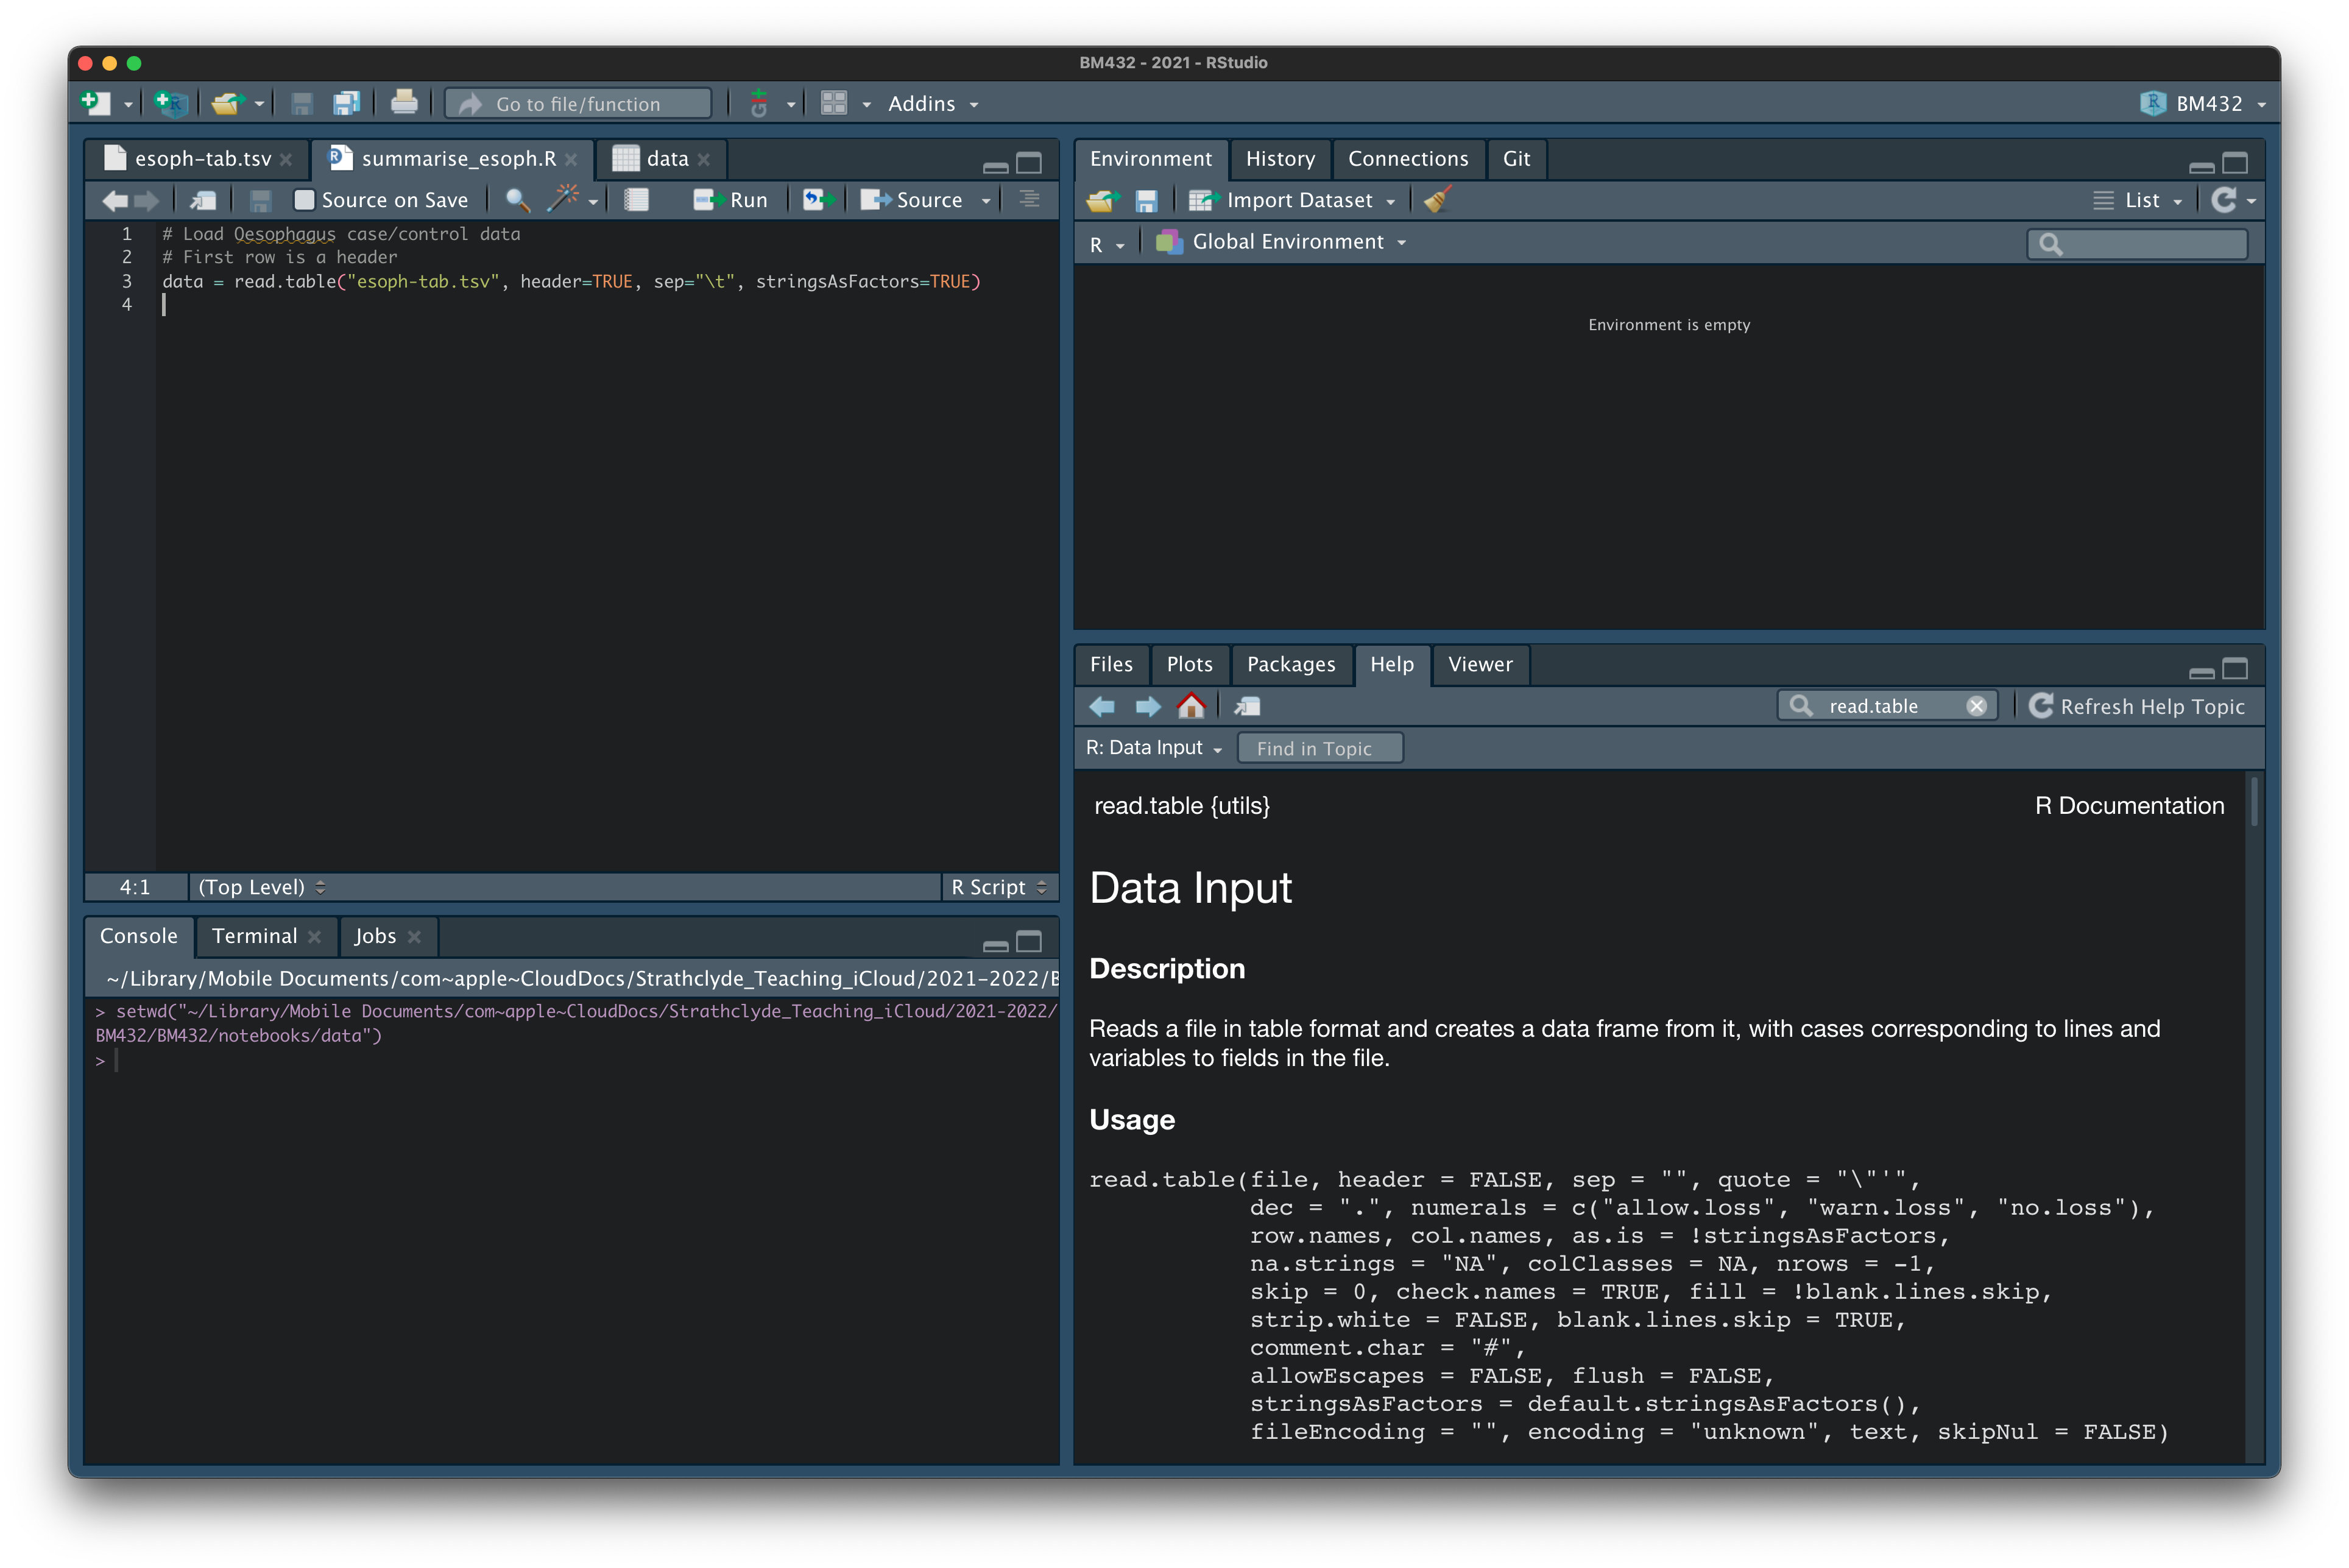 BM432 - 2021 - RStudio
Go to file/function
Addins
BM432
esoph-tab.tsv
summarise_esoph.R
data
Source on Save
Run
Source
1 # Load Oesophagus case/control data
2 # First row is a header
3 data = read.table("esoph-tab.tsv", header=TRUE, sep="\t", stringsAsFactors=TRUE)
4
4:1 (Top Level) R Script
Console Terminal Jobs
~/Library/Mobile Documents/com~apple~CloudDocs/Strathclyde_Teaching_iCloud/2021-2022/B
> setwd("~/Library/Mobile Documents/com~apple~CloudDocs/Strathclyde_Teaching_iCloud/2021-2022/
BM432/BM432/notebooks/data")
>
Environment History Connections Git
Import Dataset List
R Global Environment
Environment is empty
Files Plots Packages Help Viewer
read.table Refresh Help Topic
R: Data Input Find in Topic
read.table {utils} R Documentation
Data Input
Description
Reads a file in table format and creates a data frame from it, with cases corresponding to lines and
variables to fields in the file.
Usage
read.table(file, header = FALSE, sep = "", quote = "\"'",
dec = ".", numerals = c("allow.loss", "warn.loss", "no.loss"),
row.names, col.names, as.is = !stringsAsFactors,
na.strings = "NA", colClasses = NA, nrows = -1,
skip = 0, check.names = TRUE, fill = !blank.lines.skip,
strip.white = FALSE, blank.lines.skip = TRUE,
comment.char = "#",
allowEscapes = FALSE, flush = FALSE,
stringsAsFactors = default.stringsAsFactors(),
fileEncoding = "", encoding = "unknown", text, skipNul = FALSE)